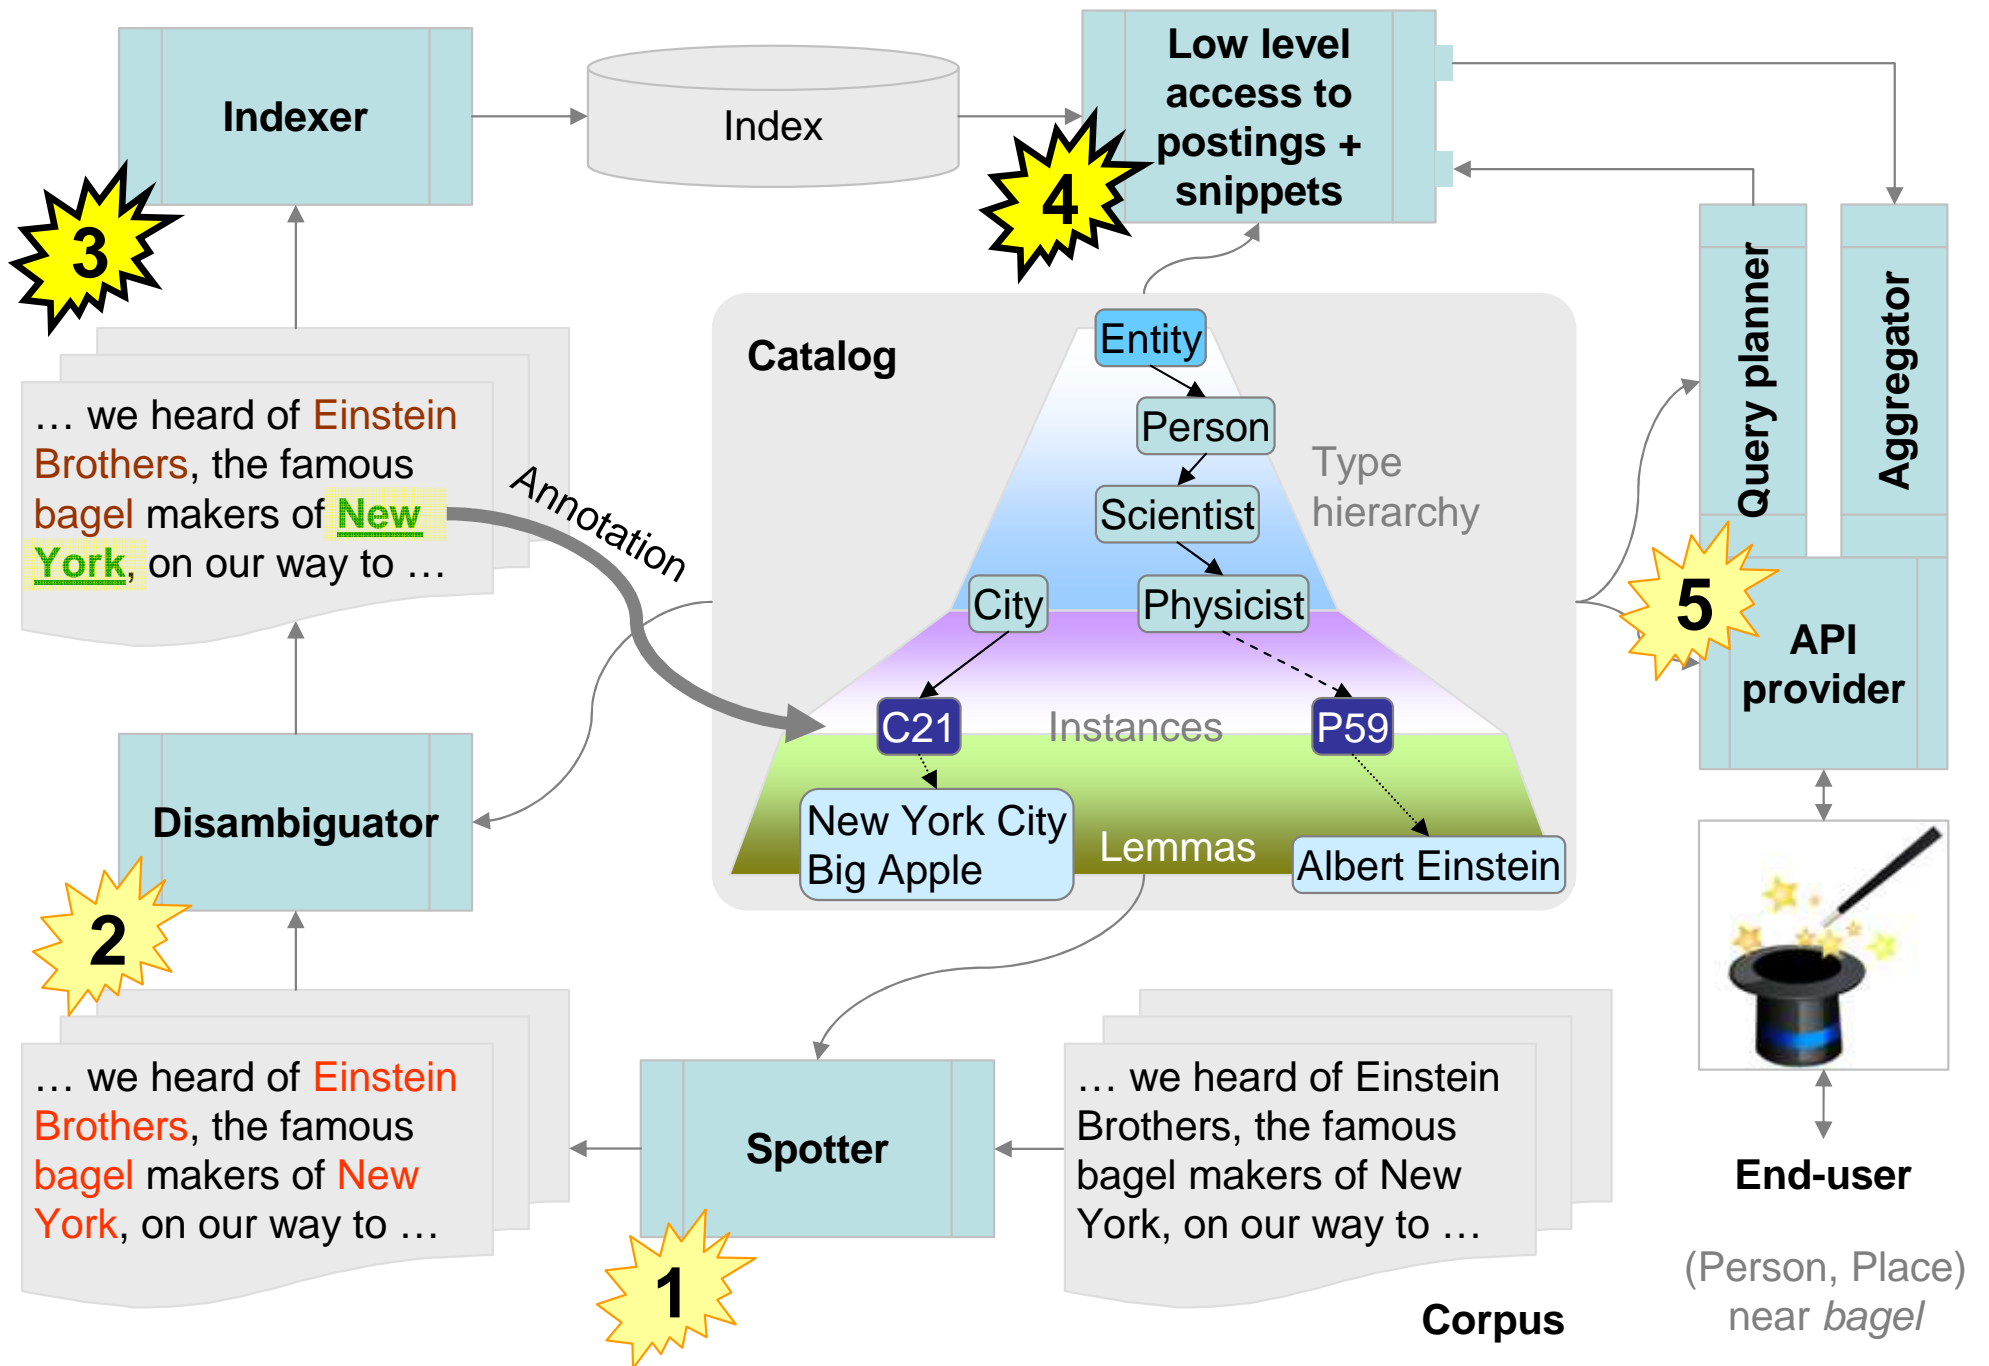 Indexer
Index
Low level
access to
postings +
snippets
3
4
Query planner
Aggregator
… we heard of Einstein
Brothers, the famous
bagel makers of New
York, on our way to …
Annotation
Catalog
Entity
Person
Scientist
Physicist
City
Type
hierarchy
C21
Instances
P59
New York City
Big Apple
Lemmas
Albert Einstein
5
API
provider
Disambiguator
2
… we heard of Einstein
Brothers, the famous
bagel makers of New
York, on our way to …
Spotter
1
… we heard of Einstein
Brothers, the famous
bagel makers of New
York, on our way to …
Corpus
End-user
(Person, Place)
near bagel